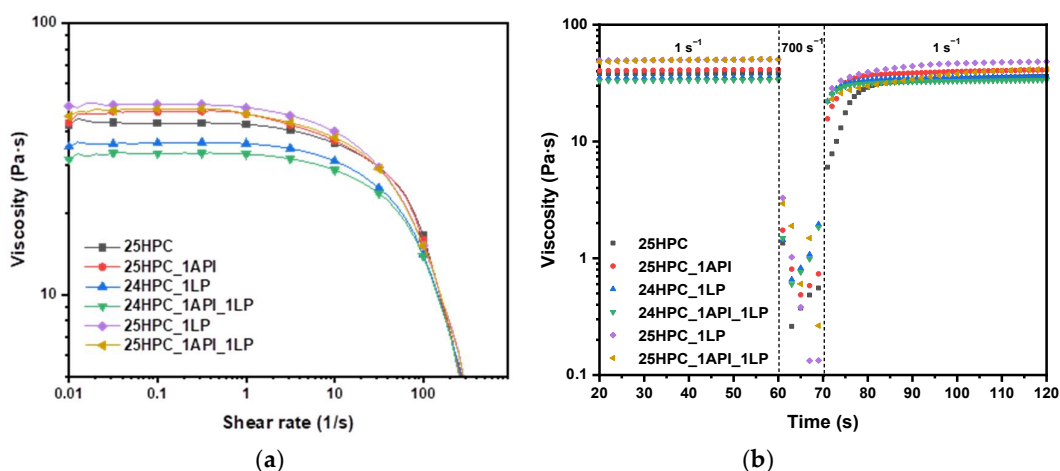 100
10
Viscosity (Pa·s)
25HPC
25HPC_1API
24HPC_1LP
24HPC_1API_1LP
25HPC_1LP
25HPC_1API_1LP
0.01 0.1 1 10 100
Shear rate (1/s)
(a)
100
10
1
0.1
Viscosity (Pa·s)
1 s⁻¹ 700 s⁻¹ 1 s⁻¹
25HPC
25HPC_1API
24HPC_1LP
24HPC_1API_1LP
25HPC_1LP
25HPC_1API_1LP
20 30 40 50 60 70 80 90 100 110 120
Time (s)
(b)